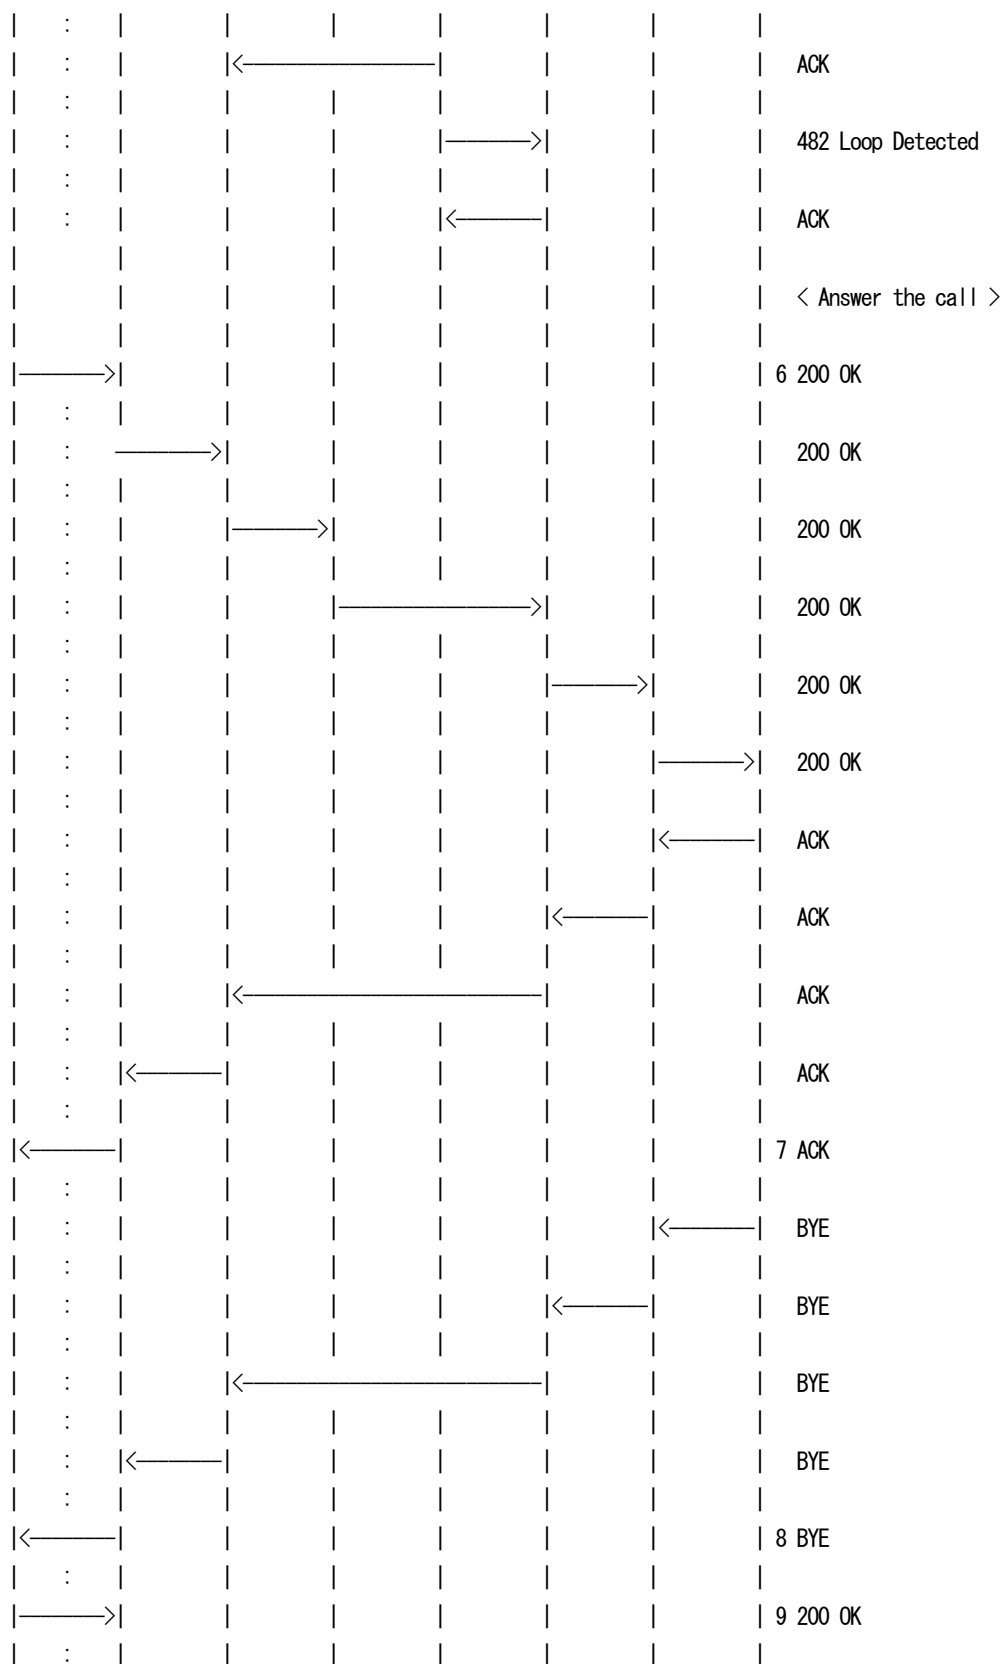 ACK
482 Loop Detected
ACK
< Answer the call >
6 200 OK
200 OK
200 OK
200 OK
200 OK
200 OK
ACK
ACK
ACK
ACK
7 ACK
BYE
BYE
BYE
BYE
8 BYE
9 200 OK